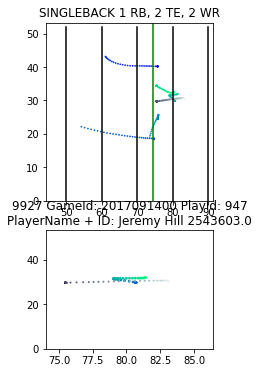 SINGLEBACK 1 RB, 2 TE, 2 WR
50
40
30
20
10
0
50 60 70 80 90
9927 GameId: 2017091400 PlayId: 947
PlayerName + ID: Jeremy Hill 2543603.0
40
20
0
75.0 77.5 80.0 82.5 85.0